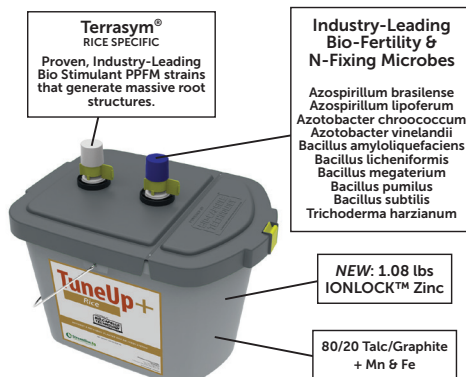 Terrasym®
RICE SPECIFIC
Proven, Industry-Leading
Bio Stimulant PPFM strains
that generate massive root
structures.
Industry-Leading
Bio-Fertility &
N-Fixing Microbes
Azospirillum brasilense
Azospirillum lipoferum
Azotobacter chroococcum
Azotobacter vinelandii
Bacillus amyloliquefaciens
Bacillus licheniformis
Bacillus megaterium
Bacillus pumilus
Bacillus subtilis
Trichoderma harzianum
TuneUp+
Rice
NEW: 1.08 lbs
IONLOCK™ Zinc
80/20 Talc/Graphite
+ Mn & Fe